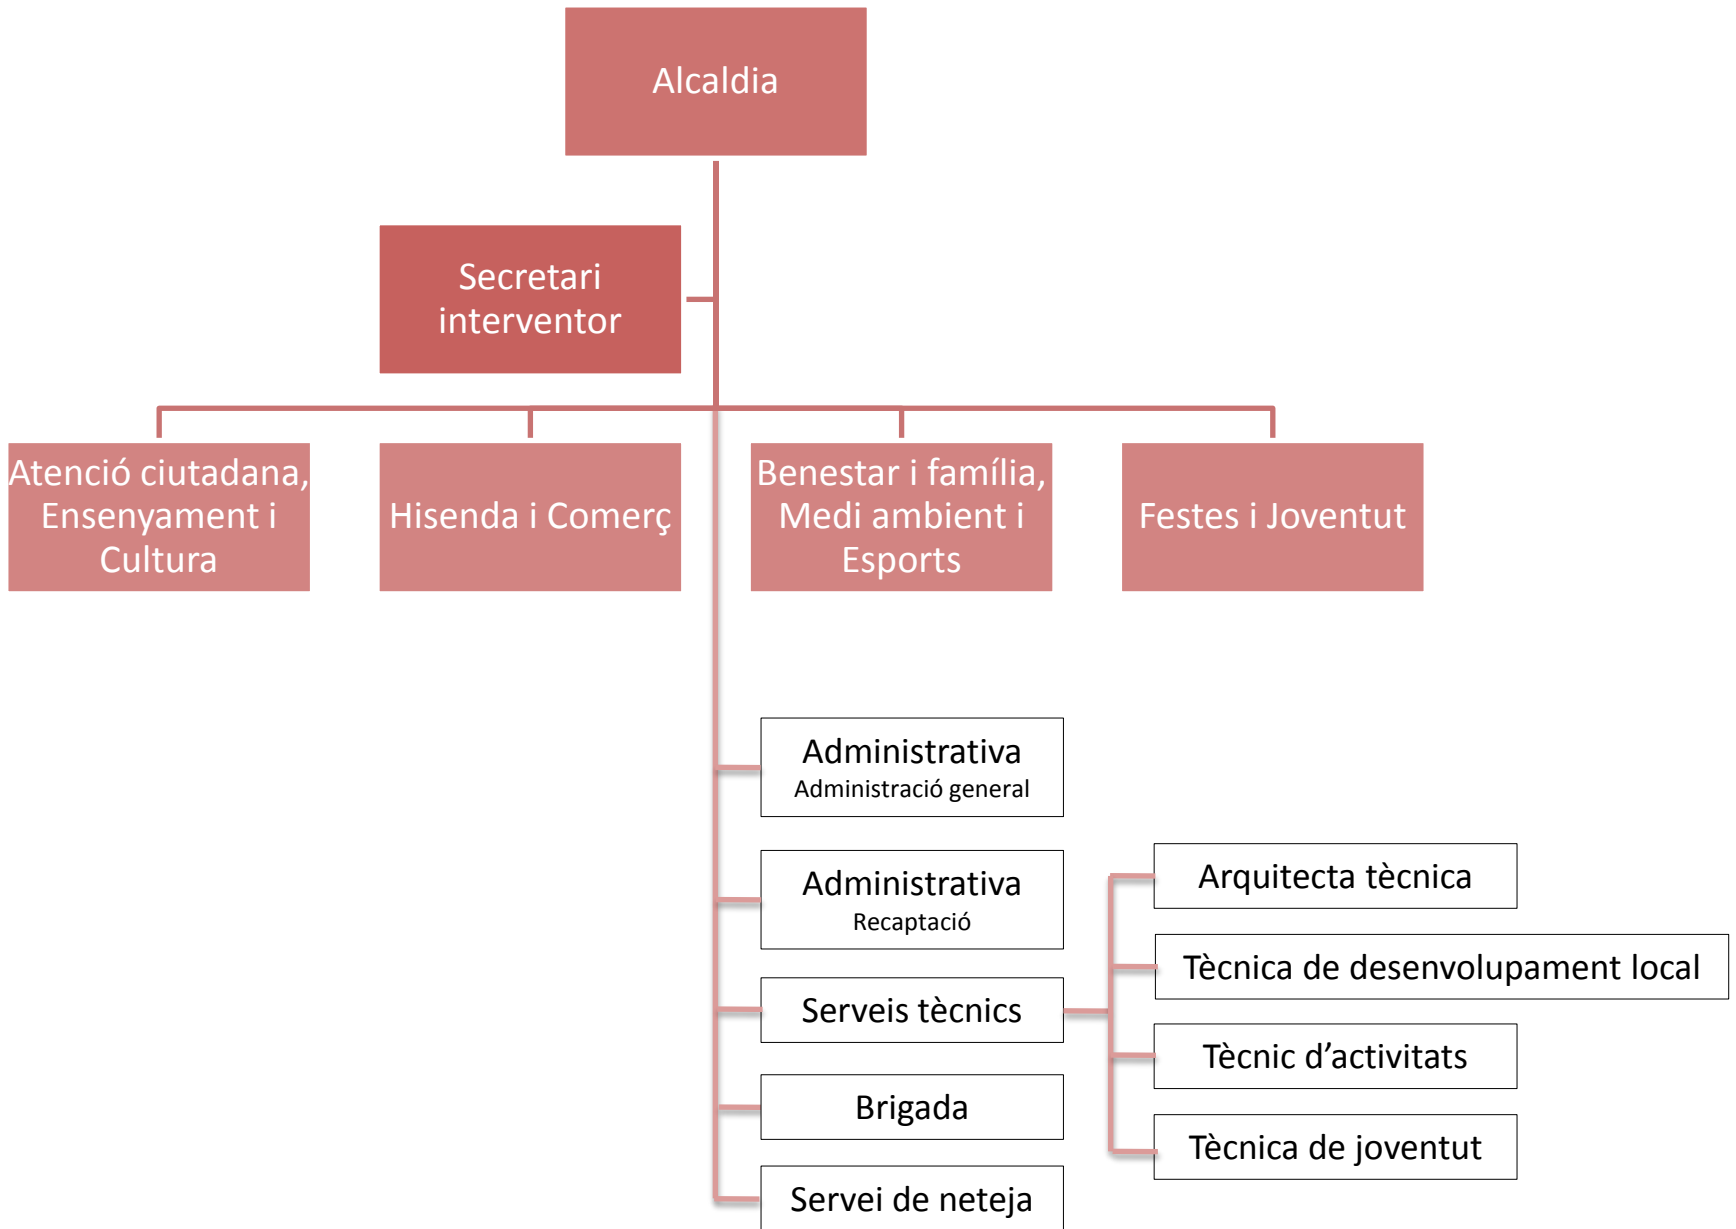 Alcaldia
Secretari
interventor
Atenció ciutadana,
Ensenyament i
Cultura
Hisenda i Comerç
Benestar i família,
Medi ambient i
Esports
Festes i Joventut
Administrativa
Administració general
Administrativa
Recaptació
Serveis tècnics
Brigada
Servei de neteja
Arquitecta tècnica
Tècnica de desenvolupament local
Tècnic d’activitats
Tècnica de joventut